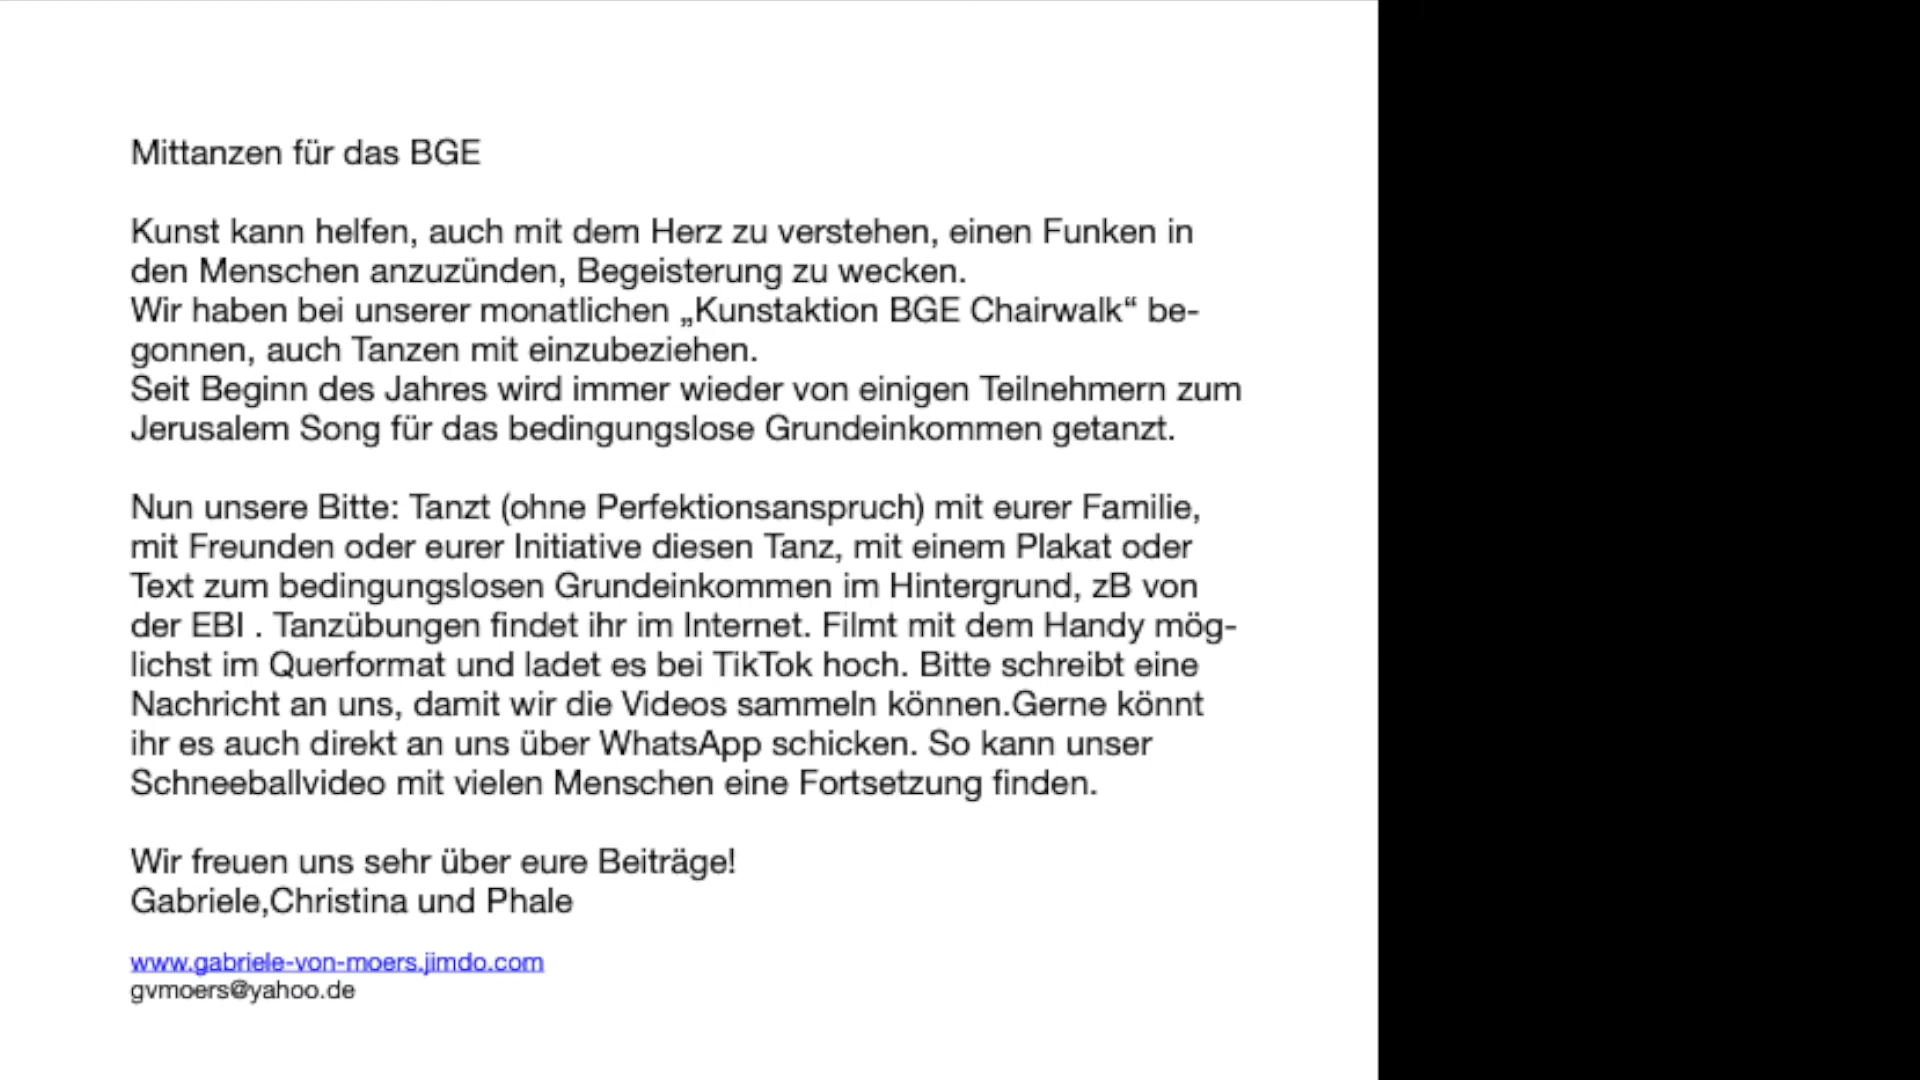 Mittanzen für das BGE
Kunst kann helfen, auch mit dem Herz zu verstehen, einen Funken in
den Menschen anzuzünden, Begeisterung zu wecken.
Wir haben bei unserer monatlichen „Kunstaktion BGE Chairwalk“ be-
gonnen, auch Tanzen mit einzubeziehen.
Seit Beginn des Jahres wird immer wieder von einigen Teilnehmern zum
Jerusalem Song für das bedingungslose Grundeinkommen getanzt.
Nun unsere Bitte: Tanzt (ohne Perfektionsanspruch) mit eurer Familie,
mit Freunden oder eurer Initiative diesen Tanz, mit einem Plakat oder
Text zum bedingungslosen Grundeinkommen im Hintergrund, zB von
der EBI . Tanzübungen findet ihr im Internet. Filmt mit dem Handy mög-
lichst im Querformat und ladet es bei TikTok hoch. Bitte schreibt eine
Nachricht an uns, damit wir die Videos sammeln können.Gerne könnt
ihr es auch direkt an uns über WhatsApp schicken. So kann unser
Schneeballvideo mit vielen Menschen eine Fortsetzung finden.
Wir freuen uns sehr über eure Beiträge!
Gabriele,Christina und Phale
www.gabriele-von-moers.jimdo.com
gvmoers@yahoo.de